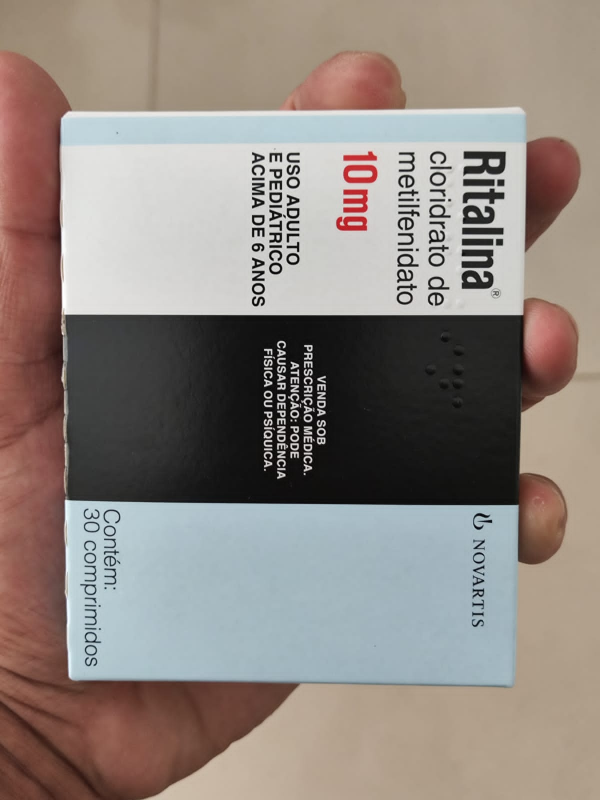 Ritalina®
cloridrato de
metilfenidato
10 mg
USO ADULTO
E PEDIÁTRICO
ACIMA DE 6 ANOS
VENDA SOB
PRESCRIÇÃO MÉDICA.
ATENÇÃO: PODE
CAUSAR DEPENDÊNCIA
FÍSICA OU PSÍQUICA.
NOVARTIS
Contém:
30 comprimidos